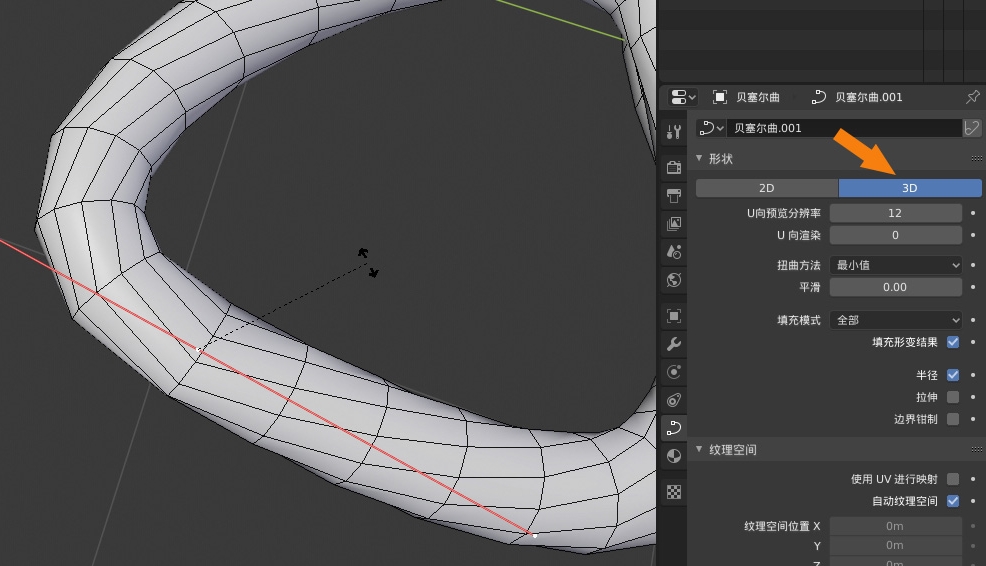 贝塞尔曲 贝塞尔曲.001
贝塞尔曲.001
形状
2D 3D
U向预览分辨率 12
U 向渲染 0
扭曲方法 最小值
平滑 0.00
填充模式 全部
填充形变结果
半径
拉伸
边界钳制
纹理空间
使用 UV 进行映射
自动纹理空间
纹理空间位置 X 0m
Y 0m
Z 0m